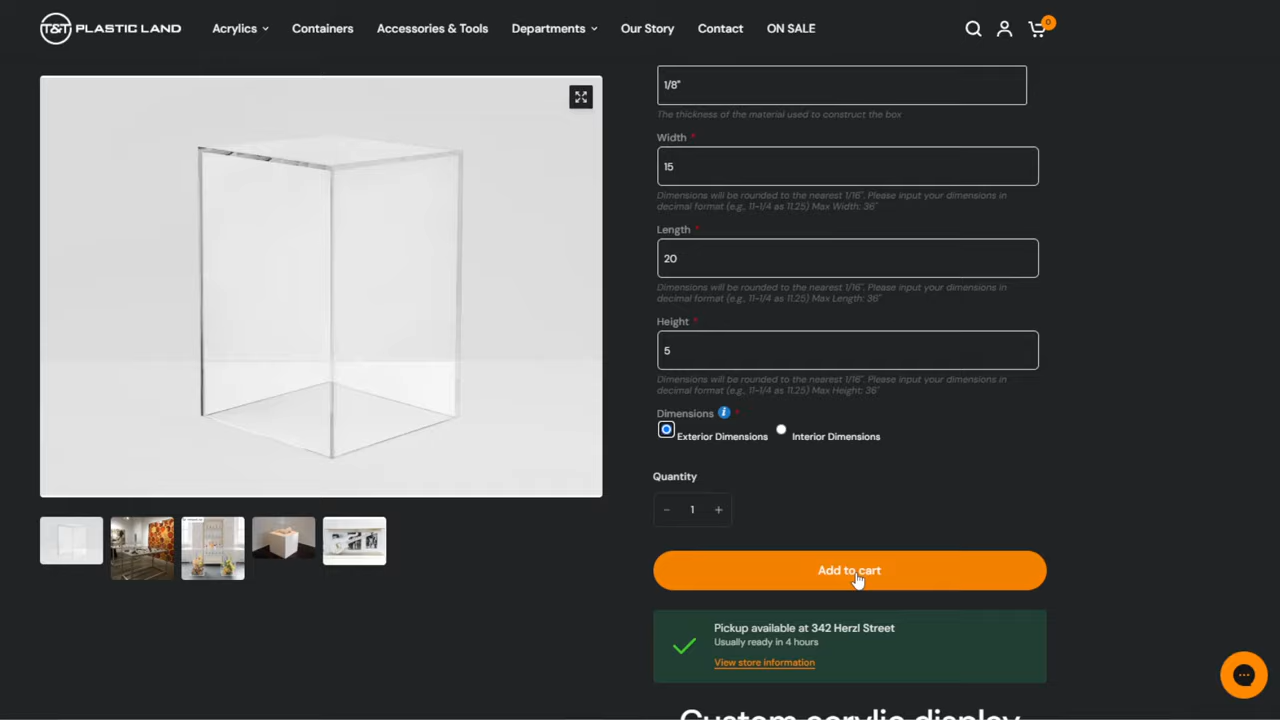 T&T PLASTIC LAND
Acrylics
Containers
Accessories & Tools
Departments
Our Story
Contact
ON SALE
0
1/8"
The thickness of the material used to construct the box
Width *
15
Dimensions will be rounded to the nearest 1/16". Please input your dimensions in
decimal format (e.g., 11-1/4 as 11.25) Max Width: 36"
Length *
20
Dimensions will be rounded to the nearest 1/16". Please input your dimensions in
decimal format (e.g., 11-1/4 as 11.25) Max Length: 36"
Height *
5
Dimensions will be rounded to the nearest 1/16". Please input your dimensions in
decimal format (e.g., 11-1/4 as 11.25) Max Height: 36"
Dimensions i *
Exterior Dimensions
Interior Dimensions
Quantity
- 1 +
Add to cart
Pickup available at 342 Herzl Street
Usually ready in 4 hours
View store information
Custom acrylic display